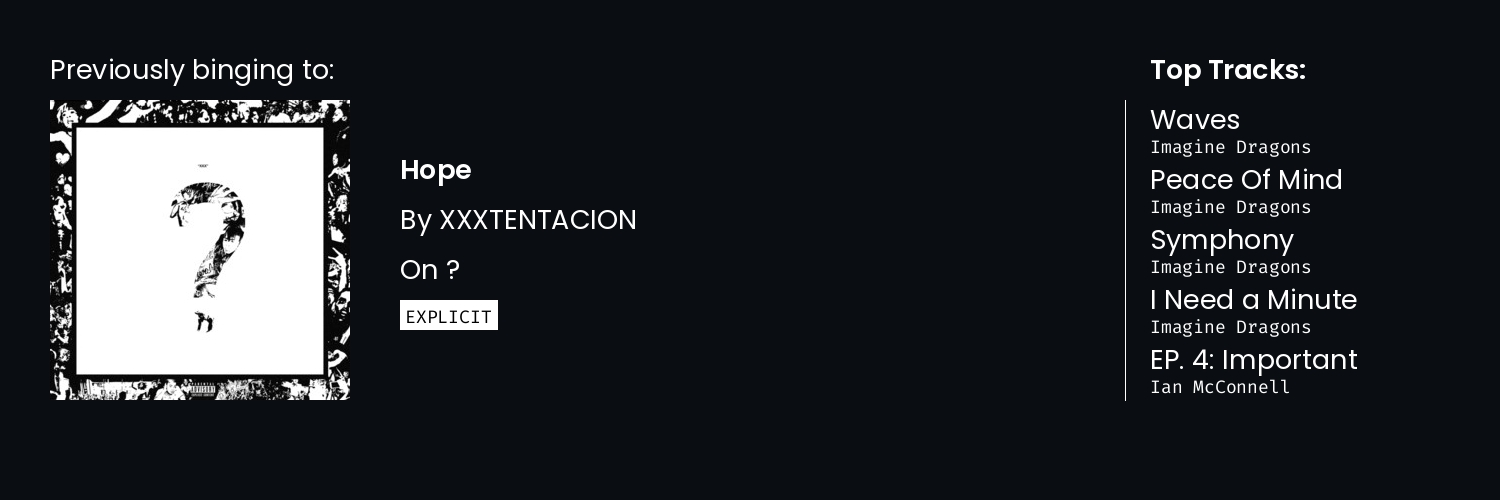 Previously binging to:
Hope
By XXXTENTACION
On ?
EXPLICIT
Top Tracks:
Waves
Imagine Dragons
Peace Of Mind
Imagine Dragons
Symphony
Imagine Dragons
I Need a Minute
Imagine Dragons
EP. 4: Important
Ian McConnell